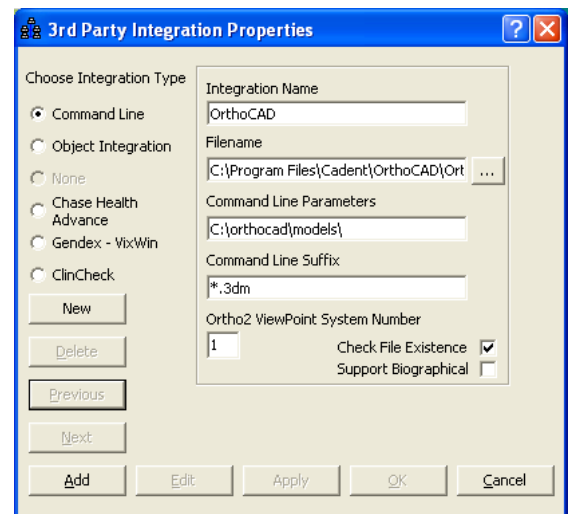 3rd Party Integration Properties
Choose Integration Type
Command Line
Object Integration
None
Chase Health
Advance
Gendex - VixWin
ClinCheck
New
Delete
Previous
Next
Integration Name
OrthoCAD
Filename
C:\Program Files\Cadent\OrthoCAD\Ort
...
Command Line Parameters
C:\orthocad\models\
Command Line Suffix
*.3dm
Ortho2 ViewPoint System Number
1
Check File Existence
Support Biographical
Add
Edit
Apply
OK
Cancel